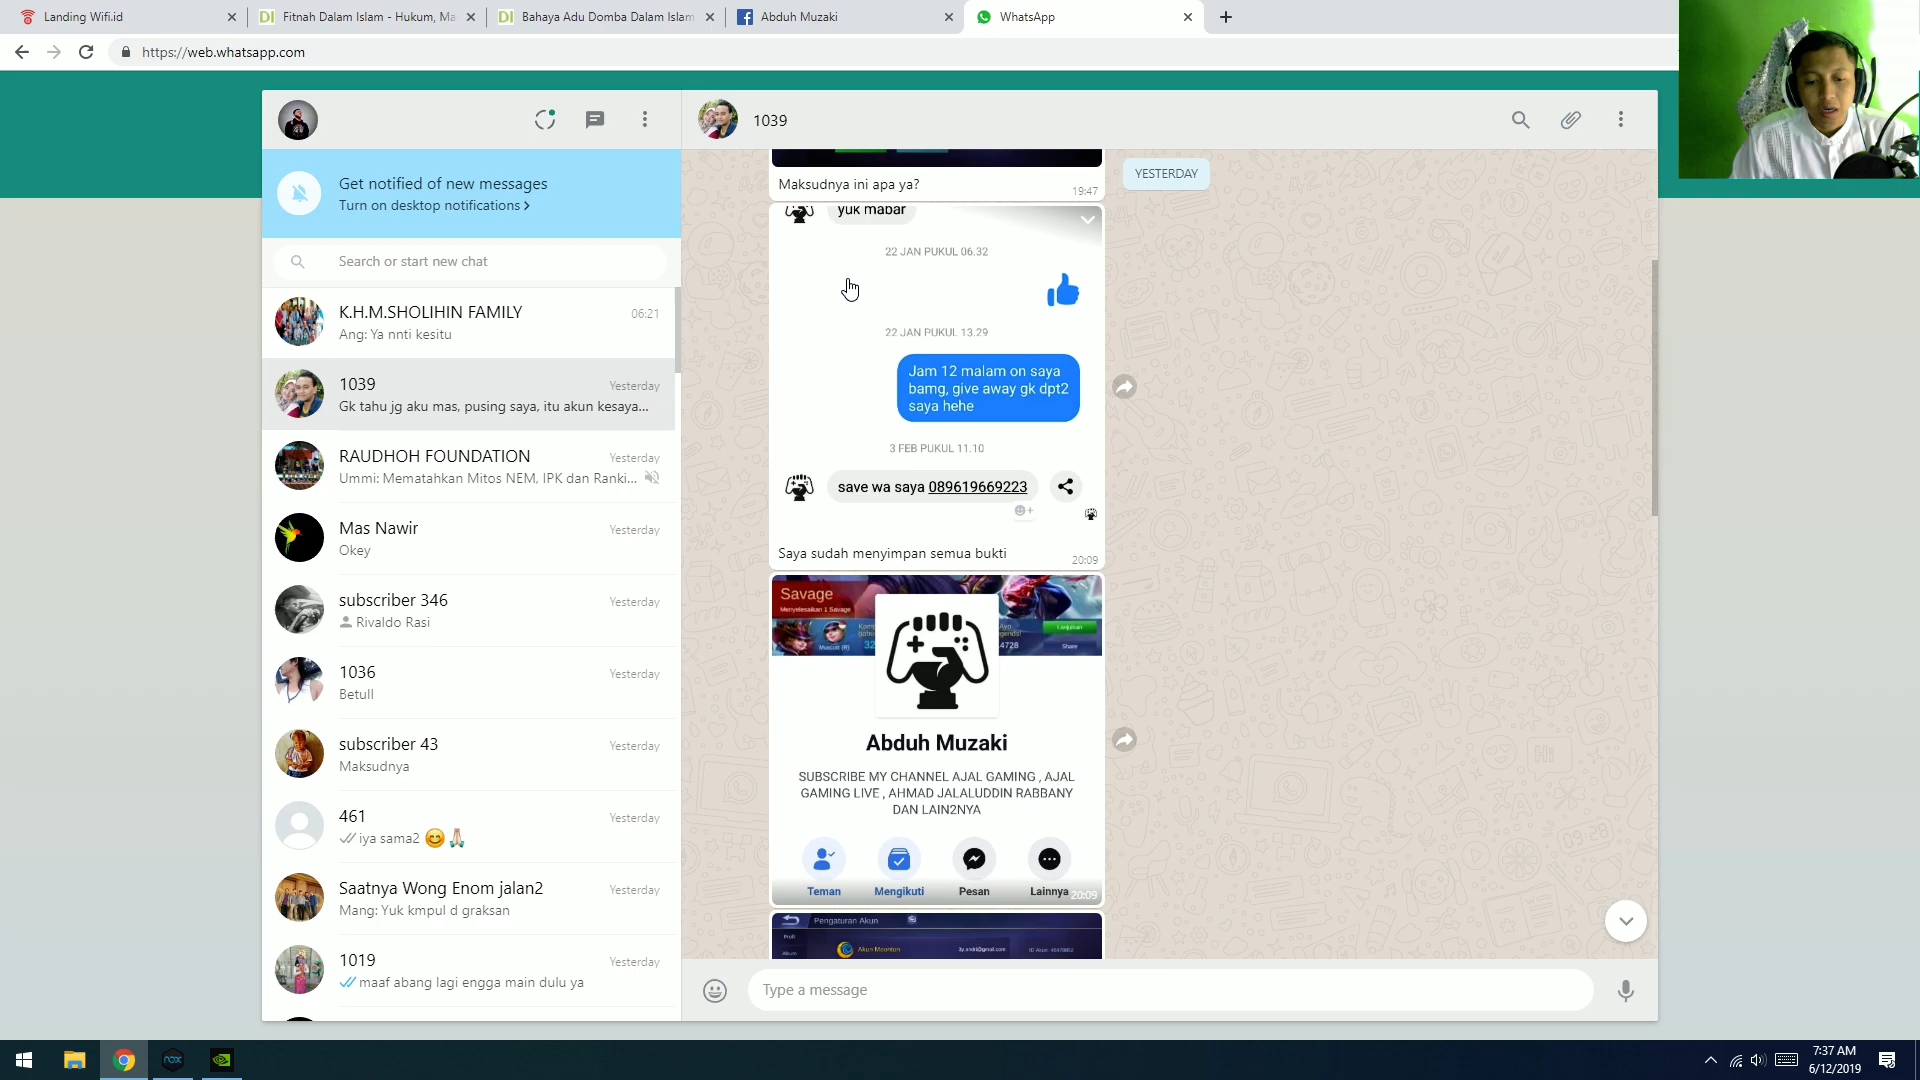 Landing Wifi.id
Fitnah Dalam Islam - Hukum, Ma
Bahaya Adu Domba Dalam Islam
Abduh Muzaki
WhatsApp
https://web.whatsapp.com
Get notified of new messages
Turn on desktop notifications >
Search or start new chat
K.H.M.SHOLIHIN FAMILY
06:21
Ang: Ya nnti kesitu
1039
Yesterday
Gk tahu jg aku mas, pusing saya, itu akun kesaya...
RAUDHOH FOUNDATION
Yesterday
Ummi: Mematahkan Mitos NEM, IPK dan Ranki...
Mas Nawir
Yesterday
Okey
subscriber 346
Yesterday
Rivaldo Rasi
1036
Yesterday
Betull
subscriber 43
Yesterday
Maksudnya
461
Yesterday
iya sama2 😊🙏🏻
Saatnya Wong Enom jalan2
Yesterday
Mang: Yuk kmpul d graksan
1019
Yesterday
maaf abang lagi engga main dulu ya
1039
YESTERDAY
Maksudnya ini apa ya?
19:47
yuk mabar
22 JAN PUKUL 06.32
22 JAN PUKUL 13.29
Jam 12 malam on saya
bamg, give away gk dpt2
saya hehe
3 FEB PUKUL 11.10
save wa saya 089619669223
Saya sudah menyimpan semua bukti
20:09
Savage
Menyelesaikan 1 Savage
Lanjutkan
Share
Abduh Muzaki
SUBSCRIBE MY CHANNEL AJAL GAMING , AJAL
GAMING LIVE , AHMAD JALALUDDIN RABBANY
DAN LAIN2NYA
Teman
Mengikuti
Pesan
Lainnya
20:09
Pengaturan Akun
Profil
Album
Akun Moonton
Type a message
nox
7:37 AM
6/12/2019